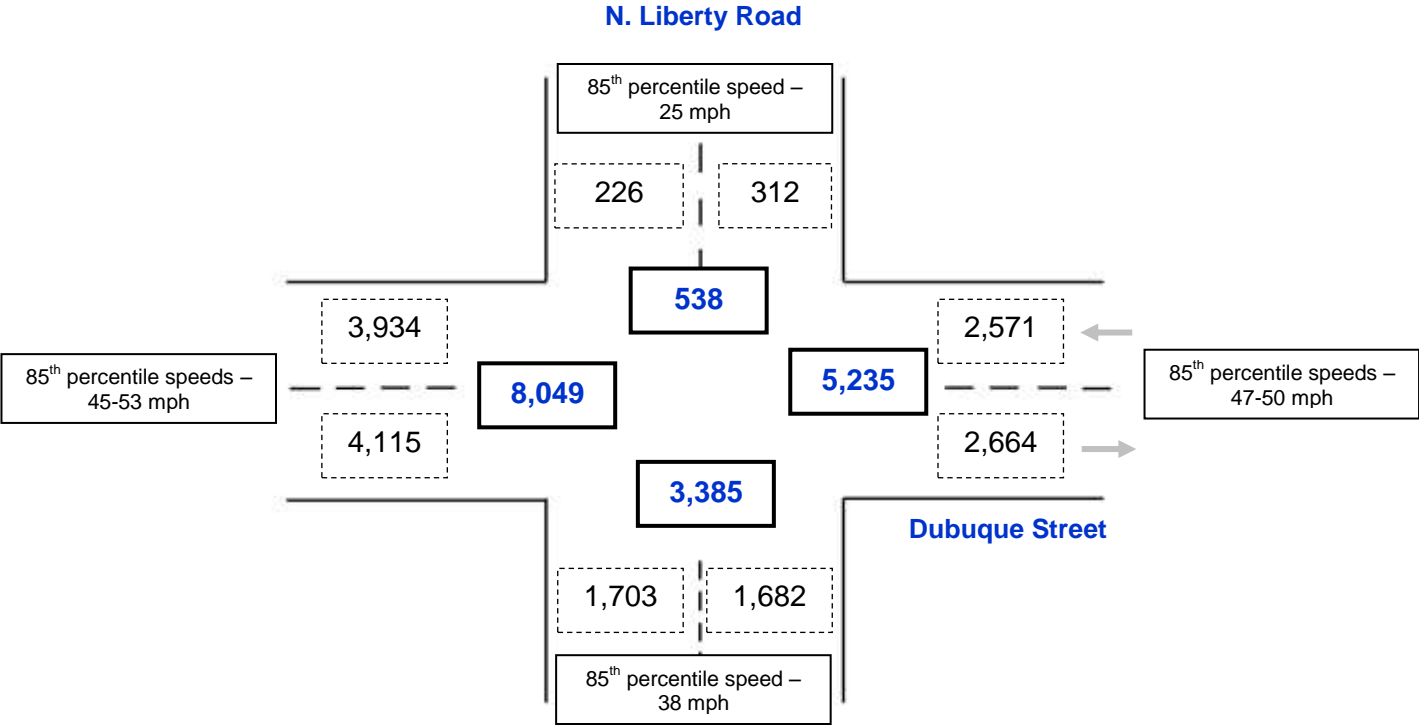 N. Liberty Road
85th percentile speed –
25 mph
226
312
538
3,934
2,571
85th percentile speeds –
45-53 mph
8,049
5,235
85th percentile speeds –
47-50 mph
4,115
2,664
3,385
Dubuque Street
1,703
1,682
85th percentile speed –
38 mph